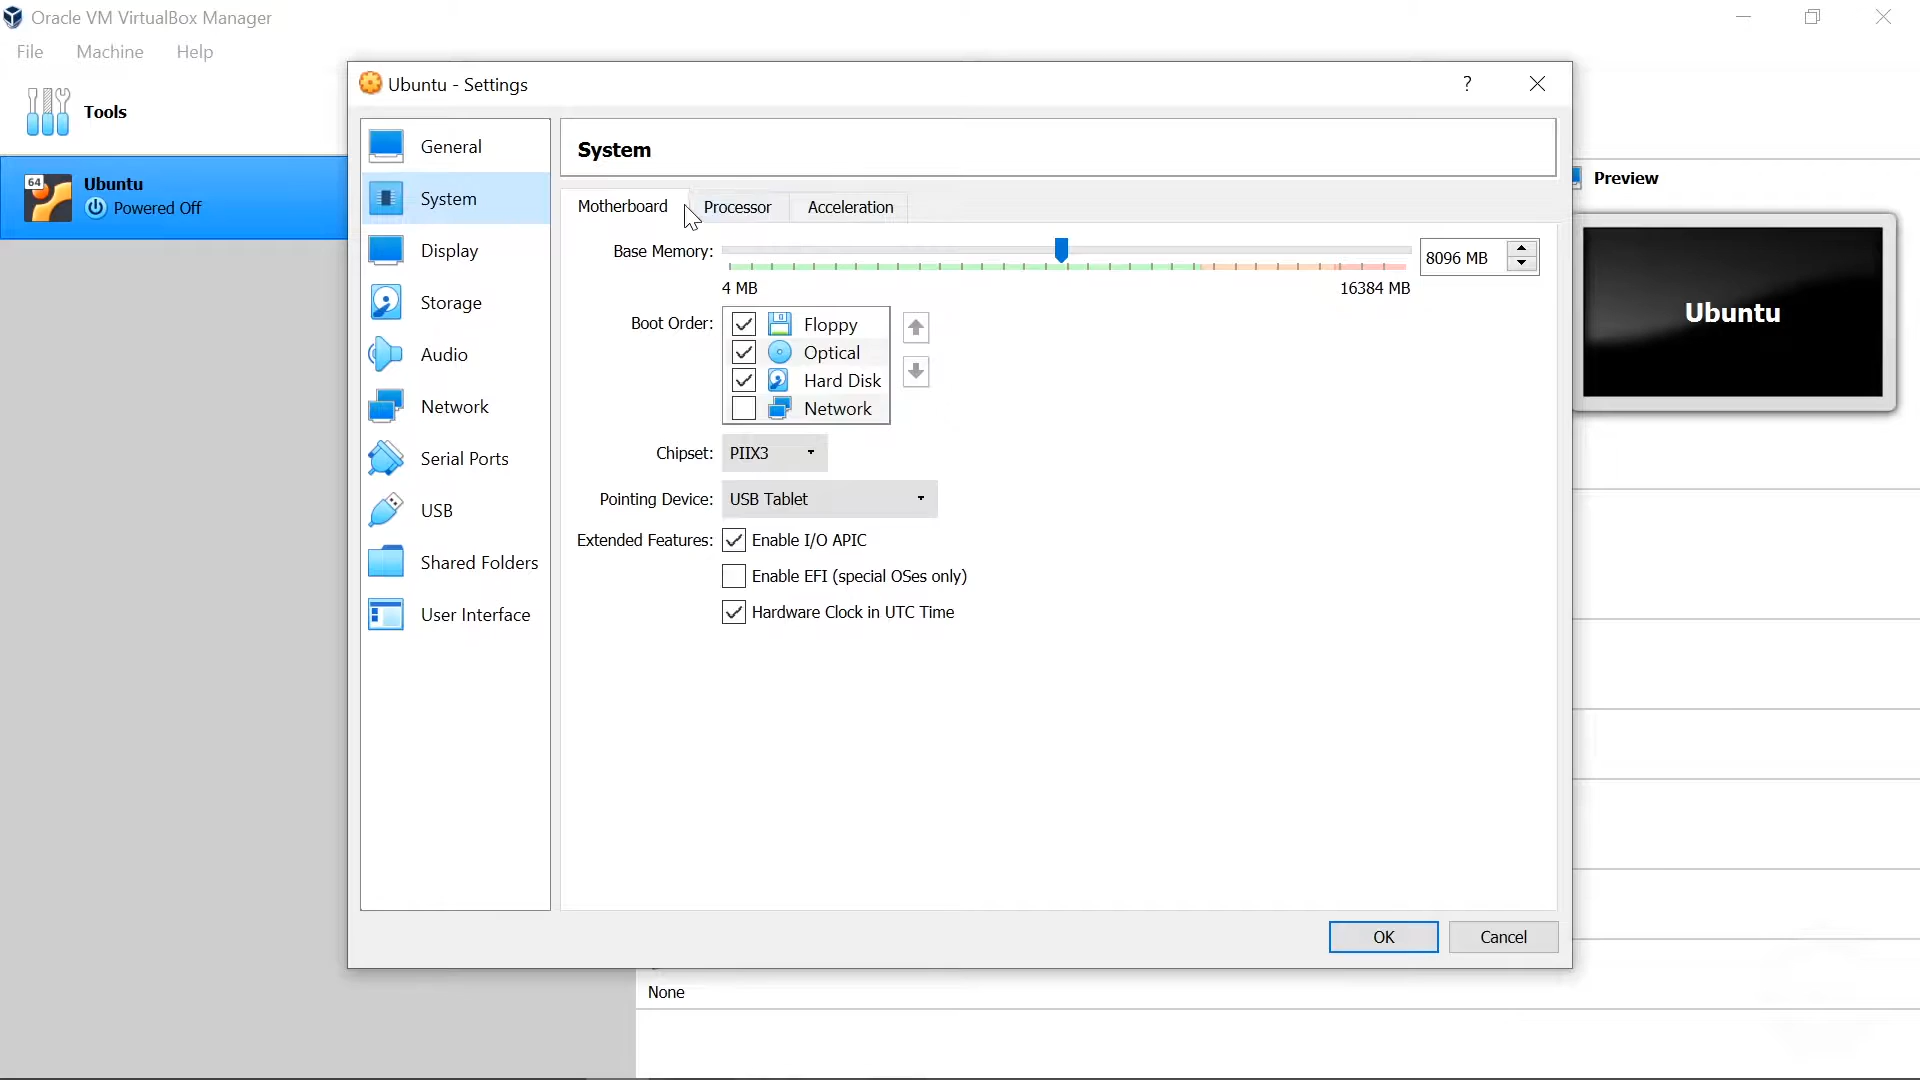 Oracle VM VirtualBox Manager
File Machine Help
Tools
64
Ubuntu
Powered Off
Ubuntu - Settings
?
General
System
Display
Storage
Audio
Network
Serial Ports
USB
Shared Folders
User Interface
System
Motherboard Processor Acceleration
Base Memory: 8096 MB
4 MB 16384 MB
Boot Order: Floppy
Optical
Hard Disk
Network
Chipset: PIIX3
Pointing Device: USB Tablet
Extended Features: Enable I/O APIC
Enable EFI (special OSes only)
Hardware Clock in UTC Time
OK Cancel
Preview
Ubuntu
None